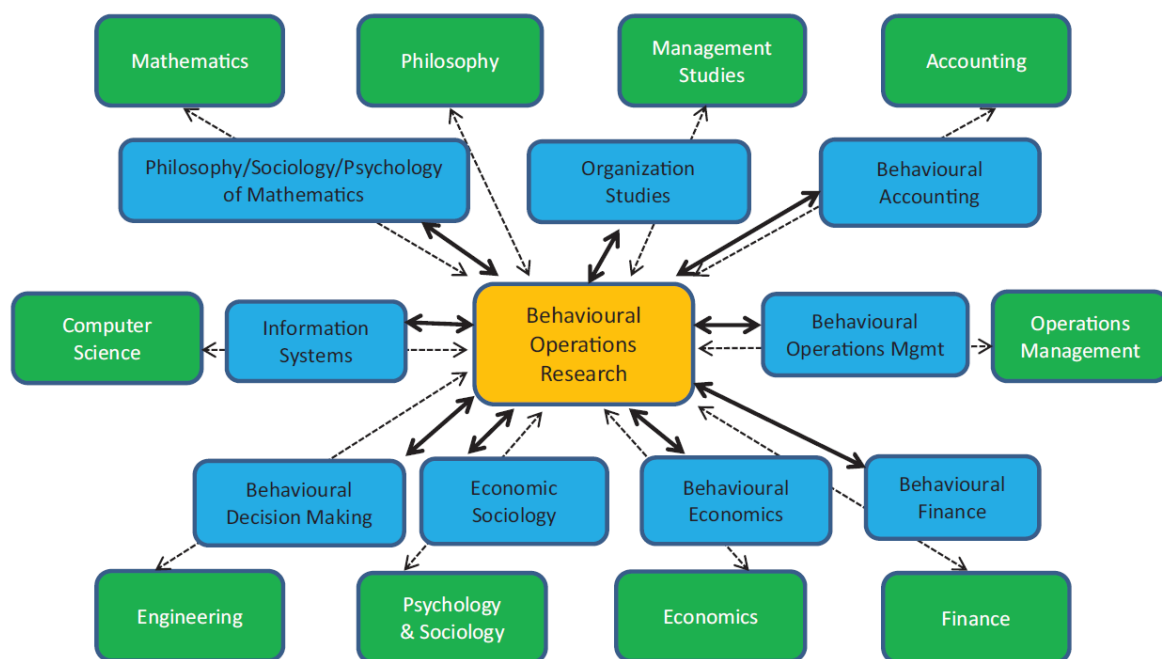 Mathematics
Philosophy
Management
Studies
Accounting
Philosophy/Sociology/Psychology
of Mathematics
Organization
Studies
Behavioural
Accounting
Computer
Science
Information
Systems
Behavioural
Operations
Research
Behavioural
Operations Mgmt
Operations
Management
Behavioural
Decision Making
Economic
Sociology
Behavioural
Economics
Behavioural
Finance
Engineering
Psychology
& Sociology
Economics
Finance